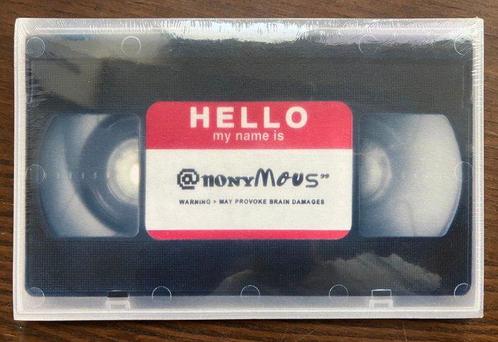 HELLO
my name is
@nonyMous"
WARNING > MAY PROVOKE BRAIN DAMAGES